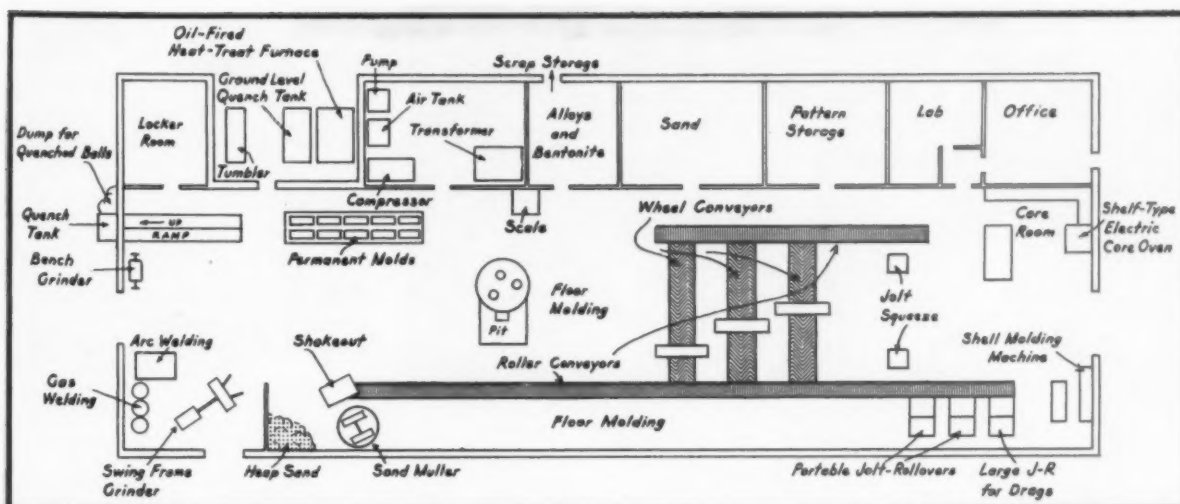 Oil-Fired
Heat-Treat Furnace
Ground Level
Quench Tank
Pump
Air Tank
Transformer
Scrap Storage
Locker
Room
Tumbler
Compressor
Alloys
and
Bentonite
Sand
Pattern
Storage
Lab
Office
Dump for
Quenched Balls
Quench
Tank
UP
RAMP
Bench
Grinder
Permanent Molds
Scale
Wheel Conveyors
Core
Room
Shelf-Type
Electric
Core Oven
Floor
Molding
Pit
Jolt
Squeeze
Shell Molding
Machine
Arc Welding
Gas
Welding
Shakeout
Roller Conveyors
Floor Molding
Swing Frame
Grinder
Heap Sand
Sand Muller
Portable Jolt-Rollovers
Large J-R
for Drags